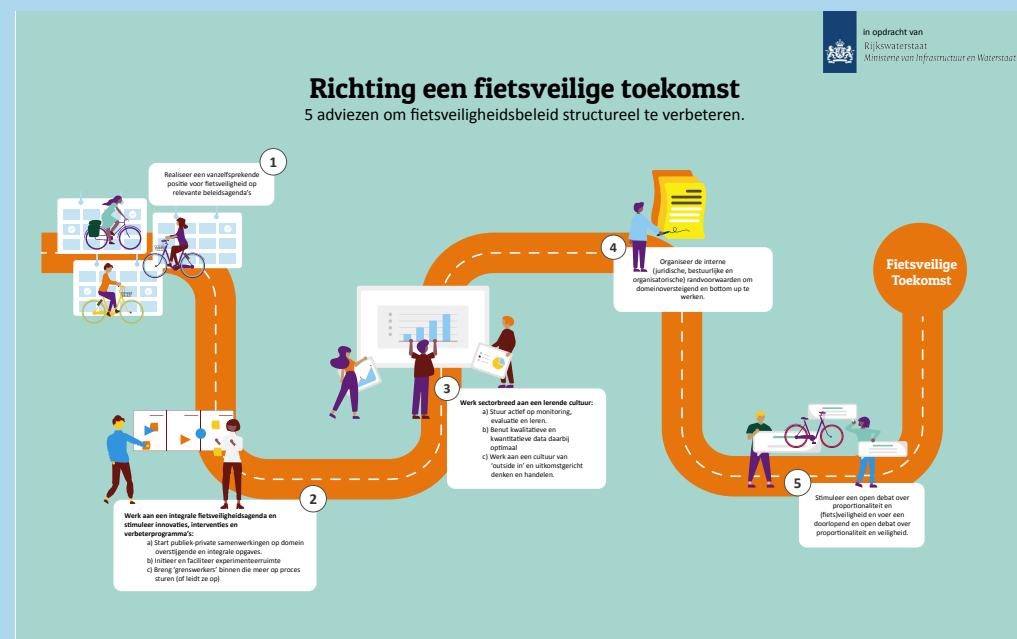 in opdracht van
Rijkswaterstaat
Ministerie van Infrastructuur en Waterstaat
Richting een fietsveilige toekomst
5 adviezen om fietsveiligheidsbeleid structureel te verbeteren.
1
Realiseer een vanzelfsprekende
positie voor fietsveiligheid op
relevante beleidsagenda's
2
Werk aan een integrale fietsveiligheidsagenda en
stimuleer innovaties, interventies en
verbeterprogramma's:
a) Start publiek-private samenwerkingen op domein
overstijgende en integrale opgaves.
b) Initieer en faciliteer experimenteerruimte
c) Breng 'grenswerkers' binnen die meer op proces
sturen (of leidt ze op)
3
Werk sectorbreed aan een lerende cultuur:
a) Stuur actief op monitoring,
evaluatie en leren.
b) Benut kwalitatieve en
kwantitatieve data daarbij
optimaal
c) Werk aan een cultuur van
'outside in' en uitkomstgericht
denken en handelen.
4
Organiseer de interne
(juridische, bestuurlijke en
organisatorische) randvoorwaarden om
domeinoversteigend en bottom up te
werken.
5
Stimuleer een open debat over
proportionaliteit en
(fiets)veiligheid en voer een
doorlopend en open debat over
proportionaliteit en veiligheid.
Fietsveilige
Toekomst